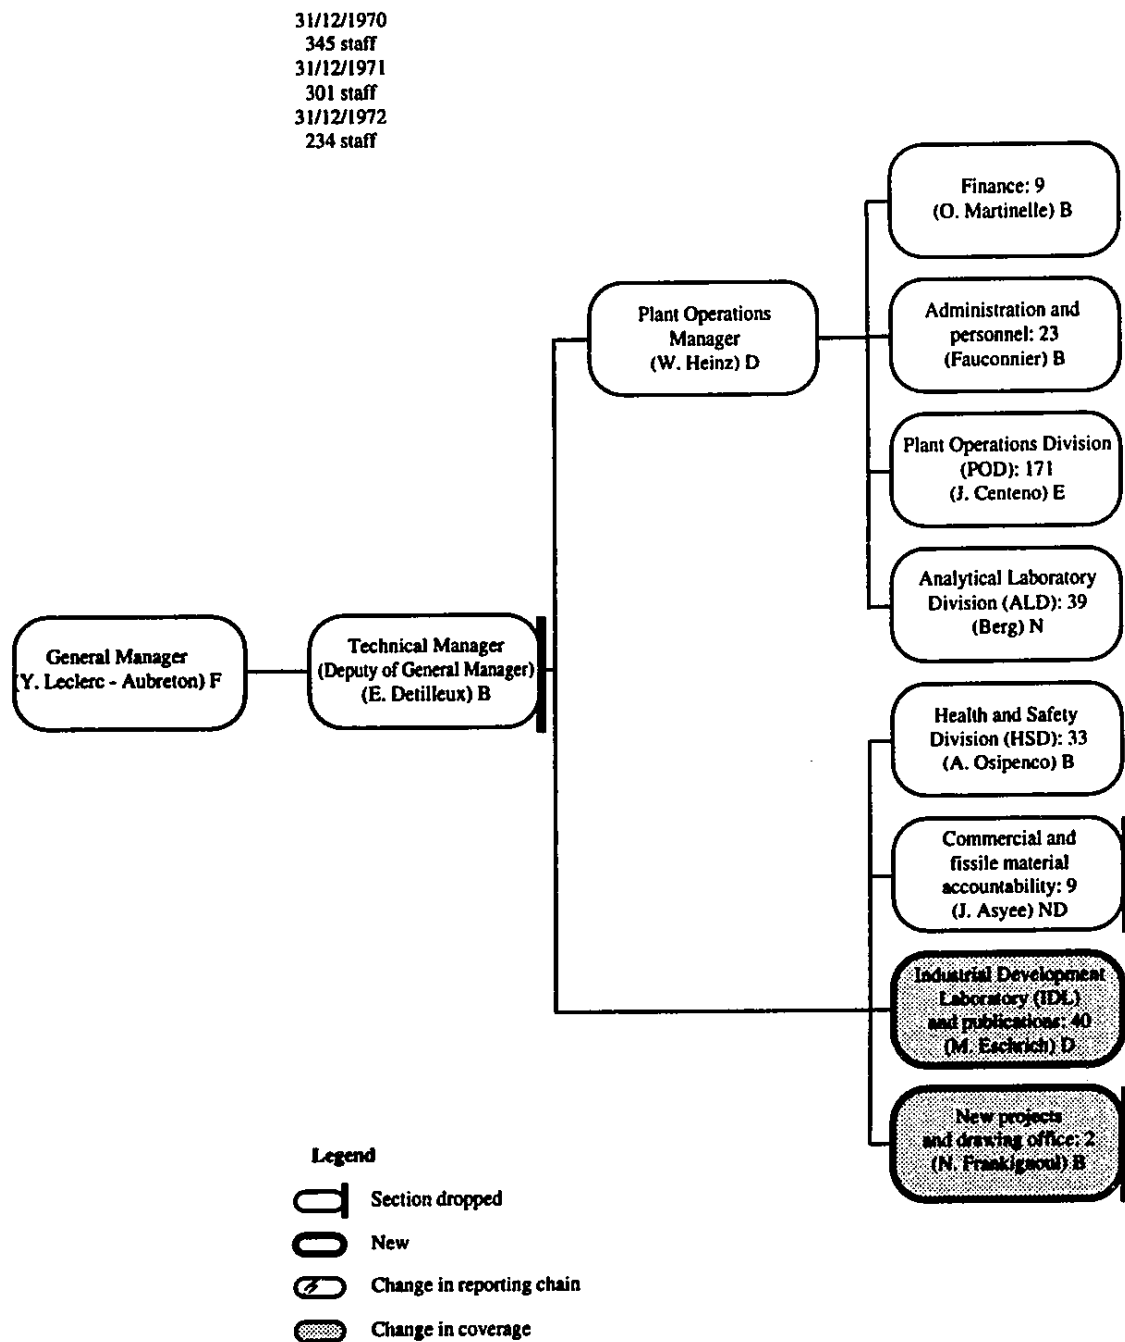 31/12/1970
345 staff
31/12/1971
301 staff
31/12/1972
234 staff
Finance: 9
(O. Martinelle) B
Plant Operations
Manager
(W. Heinz) D
Administration and
personnel: 23
(Fauconnier) B
Plant Operations Division
(POD): 171
(J. Centeno) E
Analytical Laboratory
Division (ALD): 39
(Berg) N
General Manager
(Y. Leclerc - Aubreton) F
Technical Manager
(Deputy of General Manager)
(E. Detilleux) B
Health and Safety
Division (HSD): 33
(A. Osipenco) B
Commercial and
fissile material
accountability: 9
(J. Asyee) ND
Industrial Development
Laboratory (IDL)
and publications: 40
(M. Eschrich) D
New projects
and drawing office: 2
(N. Frankignoul) B
Legend
Section dropped
New
Change in reporting chain
Change in coverage